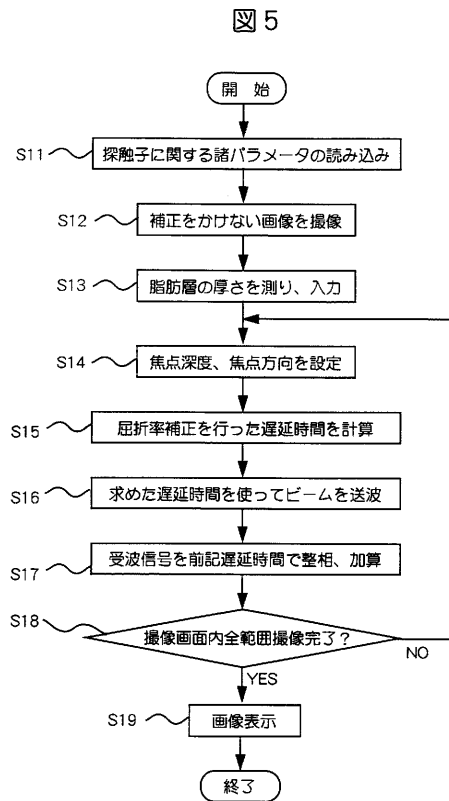 図 5
開 始
S11 探触子に関する諸パラメータの読み込み
S12 補正をかけない画像を撮像
S13 脂肪層の厚さを測り、入力
S14 焦点深度、焦点方向を設定
S15 屈折率補正を行った遅延時間を計算
S16 求めた遅延時間を使ってビームを送波
S17 受波信号を前記遅延時間で整相、加算
S18 撮像画面内全範囲撮像完了？
NO
YES
S19 画像表示
終了